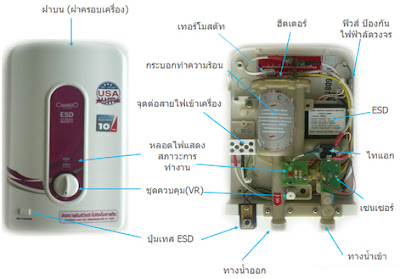 ฝาบน (ฝาครอบเครื่อง)
เทอร์โมสตัท
ฮีตเตอร์
ฟิวส์ ป้องกัน
ไฟฟ้าลัดวงจร
กระบอกทำความร้อน
จุดต่อสายไฟเข้าเครื่อง
ESD
หลอดไฟแสดง
สภาวะการ
ทำงาน
ไทแอก
ชุดควบคุม(VR)
เซ่นเซ่อร์
ปุ่มเทส ESD
ทางน้ำออก
ทางน้ำเข้า
USA
ESD
10